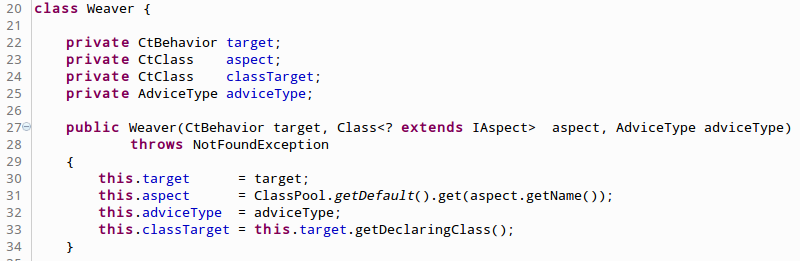 20 class Weaver {
21
22     private CtBehavior target;
23     private CtClass    aspect;
24     private CtClass    classTarget;
25     private AdviceType adviceType;
26
27     public Weaver(CtBehavior target, Class<? extends IAspect>  aspect, AdviceType adviceType)
28             throws NotFoundException
29     {
30         this.target      = target;
31         this.aspect      = ClassPool.getDefault().get(aspect.getName());
32         this.adviceType  = adviceType;
33         this.classTarget = this.target.getDeclaringClass();
34     }